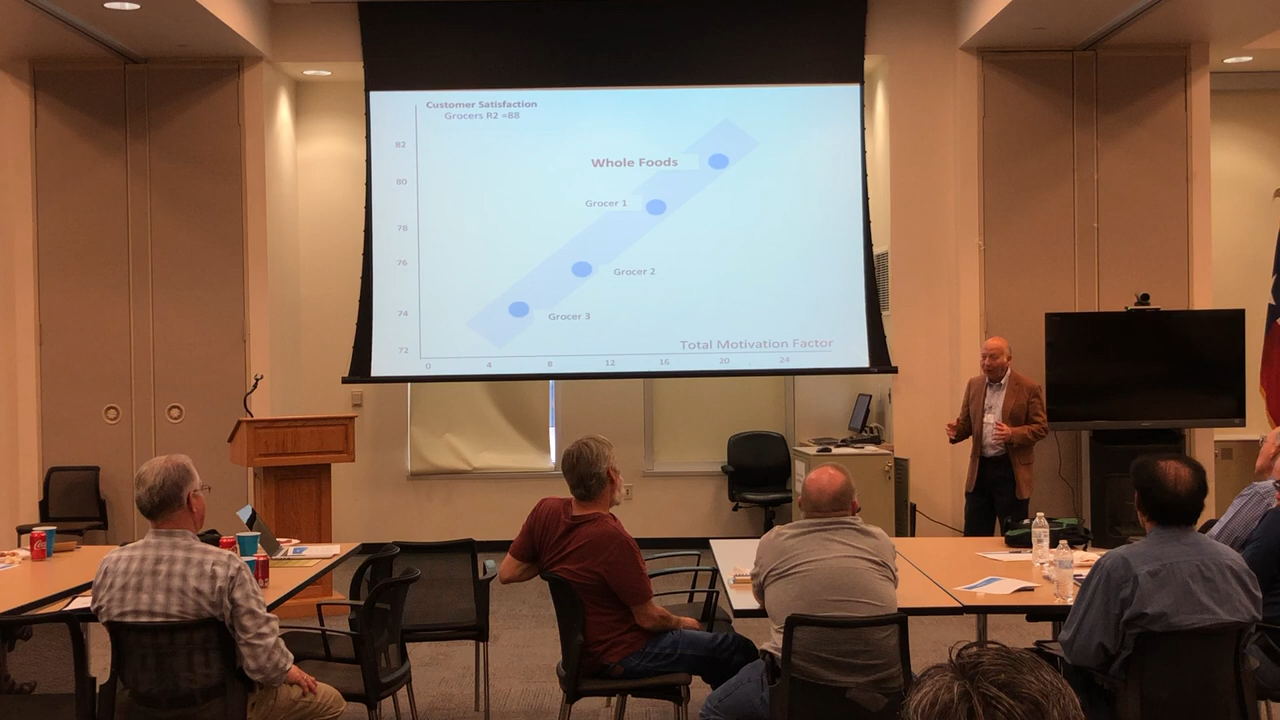 Customer Satisfaction
Grocers R2 =88
82
80
78
76
74
72
Whole Foods
Grocer 1
Grocer 2
Grocer 3
Total Motivation Factor
0 4 8 12 16 20 24